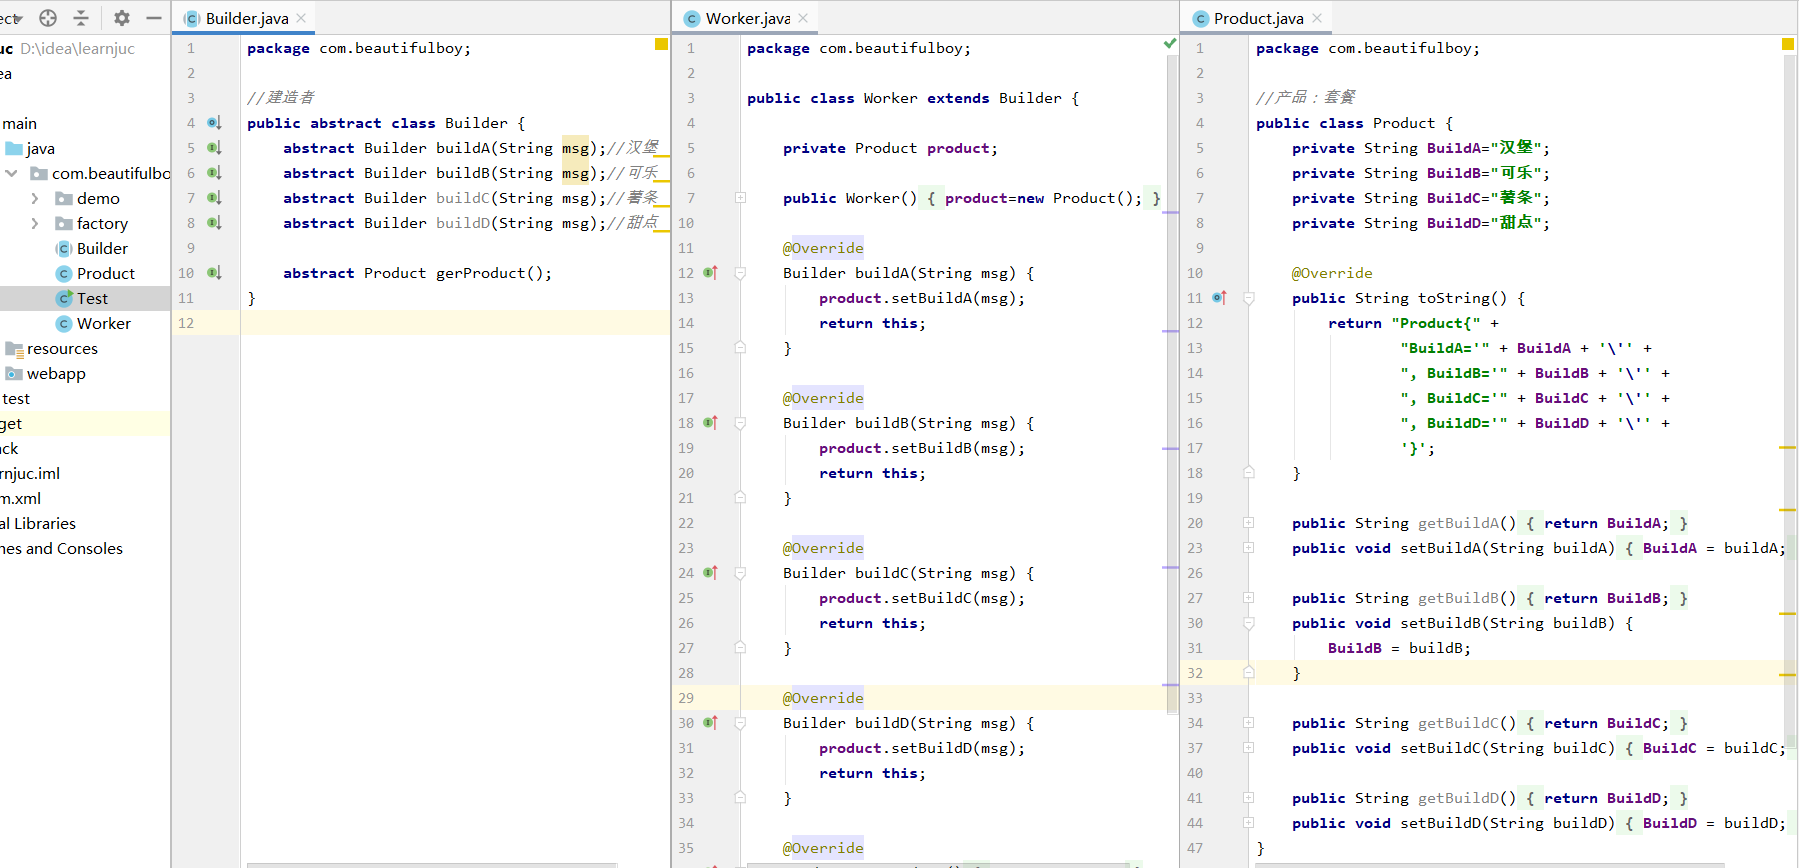 ect
Builder.java
Worker.java
Product.java
uc D:\idea\learnjuc
ea
main
java
com.beautifulbo
demo
factory
Builder
Product
Test
Worker
resources
webapp
test
get
ck
rnjuc.iml
m.xml
al Libraries
hes and Consoles
1 package com.beautifulboy;
2
3 //建造者
4 public abstract class Builder {
5 abstract Builder buildA(String msg);//汉堡
6 abstract Builder buildB(String msg);//可乐
7 abstract Builder buildC(String msg);//薯条
8 abstract Builder buildD(String msg);//甜点
9
10 abstract Product gerProduct();
11 }
12
1 package com.beautifulboy;
2
3 public class Worker extends Builder {
4
5 private Product product;
6
7 public Worker() { product=new Product(); }
10
11 @Override
12 Builder buildA(String msg) {
13 product.setBuildA(msg);
14 return this;
15 }
16
17 @Override
18 Builder buildB(String msg) {
19 product.setBuildB(msg);
20 return this;
21 }
22
23 @Override
24 Builder buildC(String msg) {
25 product.setBuildC(msg);
26 return this;
27 }
28
29 @Override
30 Builder buildD(String msg) {
31 product.setBuildD(msg);
32 return this;
33 }
34
35 @Override
1 package com.beautifulboy;
2
3 //产品：套餐
4 public class Product {
5 private String BuildA="汉堡";
6 private String BuildB="可乐";
7 private String BuildC="薯条";
8 private String BuildD="甜点";
9
10 @Override
11 public String toString() {
12 return "Product{" +
13 "BuildA='" + BuildA + '\'' +
14 ", BuildB='" + BuildB + '\'' +
15 ", BuildC='" + BuildC + '\'' +
16 ", BuildD='" + BuildD + '\'' +
17 '}';
18 }
19
20 public String getBuildA() { return BuildA; }
23 public void setBuildA(String buildA) { BuildA = buildA;
26
27 public String getBuildB() { return BuildB; }
30 public void setBuildB(String buildB) {
31 BuildB = buildB;
32 }
33
34 public String getBuildC() { return BuildC; }
37 public void setBuildC(String buildC) { BuildC = buildC;
40
41 public String getBuildD() { return BuildD; }
44 public void setBuildD(String buildD) { BuildD = buildD;
47 }